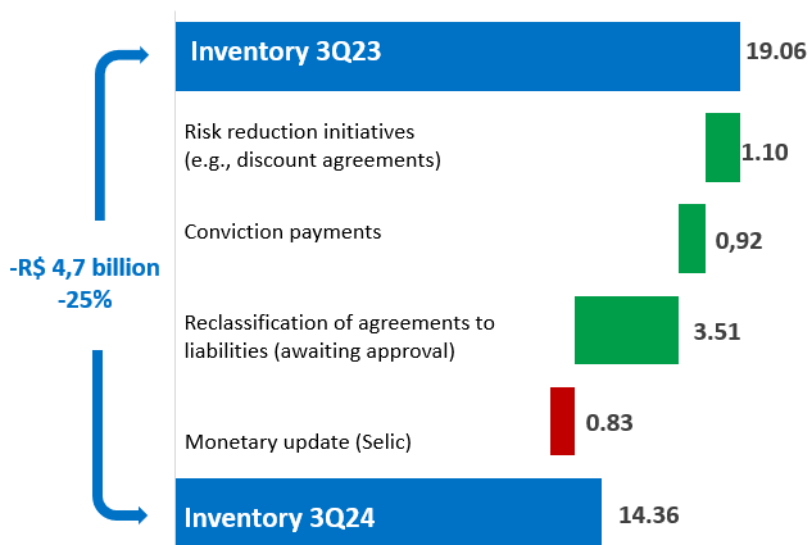 Inventory 3Q23
19.06
Risk reduction initiatives
(e.g., discount agreements)
1.10
Conviction payments
0,92
-R$ 4,7 billion
-25%
Reclassification of agreements to
liabilities (awaiting approval)
3.51
Monetary update (Selic)
0.83
Inventory 3Q24
14.36